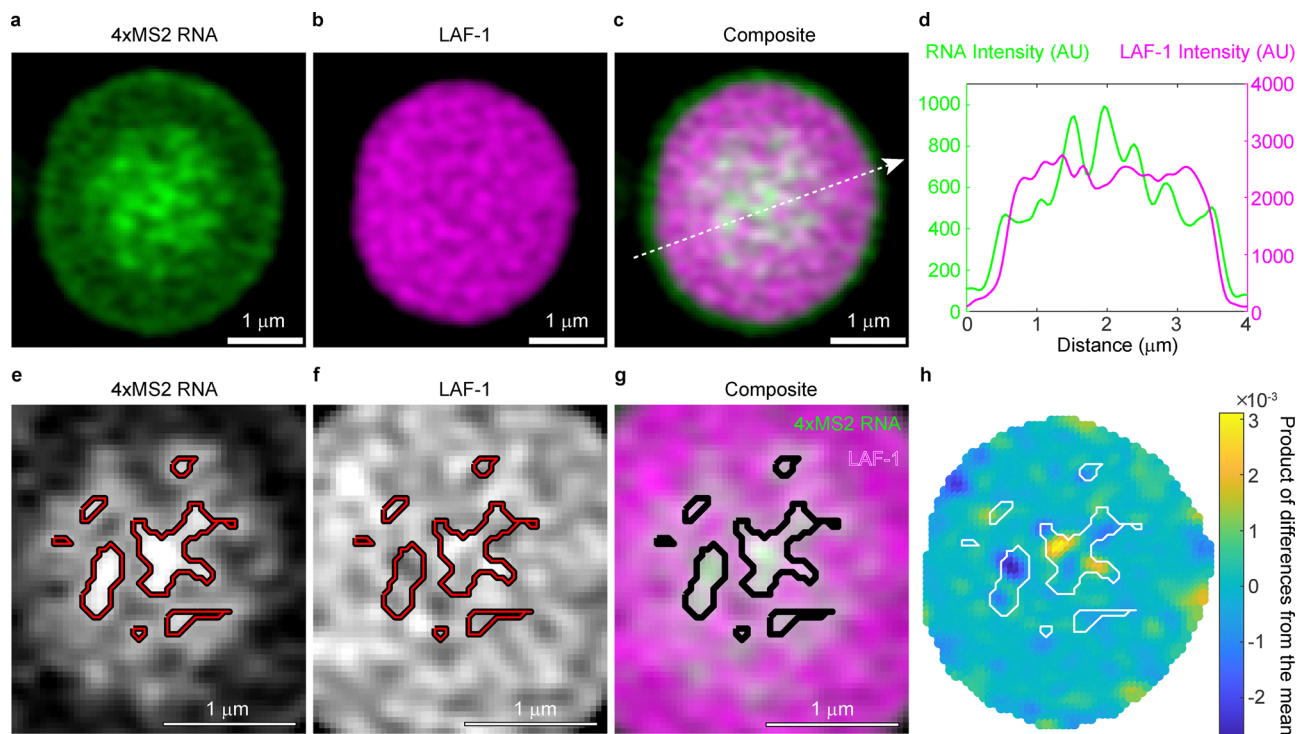 a
4xMS2 RNA
1 μm
b
LAF-1
1 μm
c
Composite
1 μm
d
RNA Intensity (AU) LAF-1 Intensity (AU)
1000
800
600
400
200
0
4000
3000
2000
1000
0
0 1 2 3 4
Distance (μm)
e
4xMS2 RNA
1 μm
f
LAF-1
1 μm
g
Composite
4xMS2 RNA
LAF-1
1 μm
h
×10⁻³
3
2
1
0
-1
-2
Product of differences from the mean